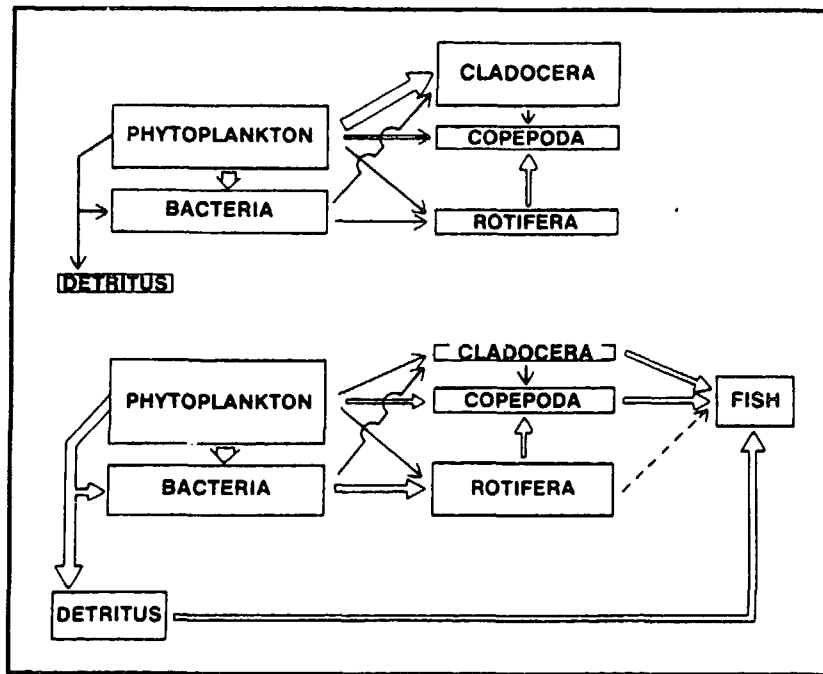 CLADOCERA
PHYTOPLANKTON
COPEPODA
BACTERIA
ROTIFERA
DETRITUS
CLADOCERA
PHYTOPLANKTON
COPEPODA
FISH
BACTERIA
ROTIFERA
DETRITUS